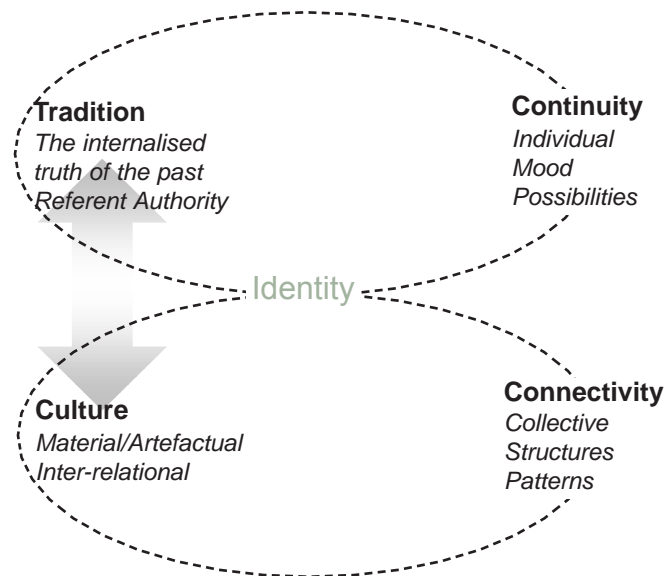 Tradition
The internalised
truth of the past
Referent Authority
Continuity
Individual
Mood
Possibilities
Identity
Culture
Material/Artefactual
Inter-relational
Connectivity
Collective
Structures
Patterns